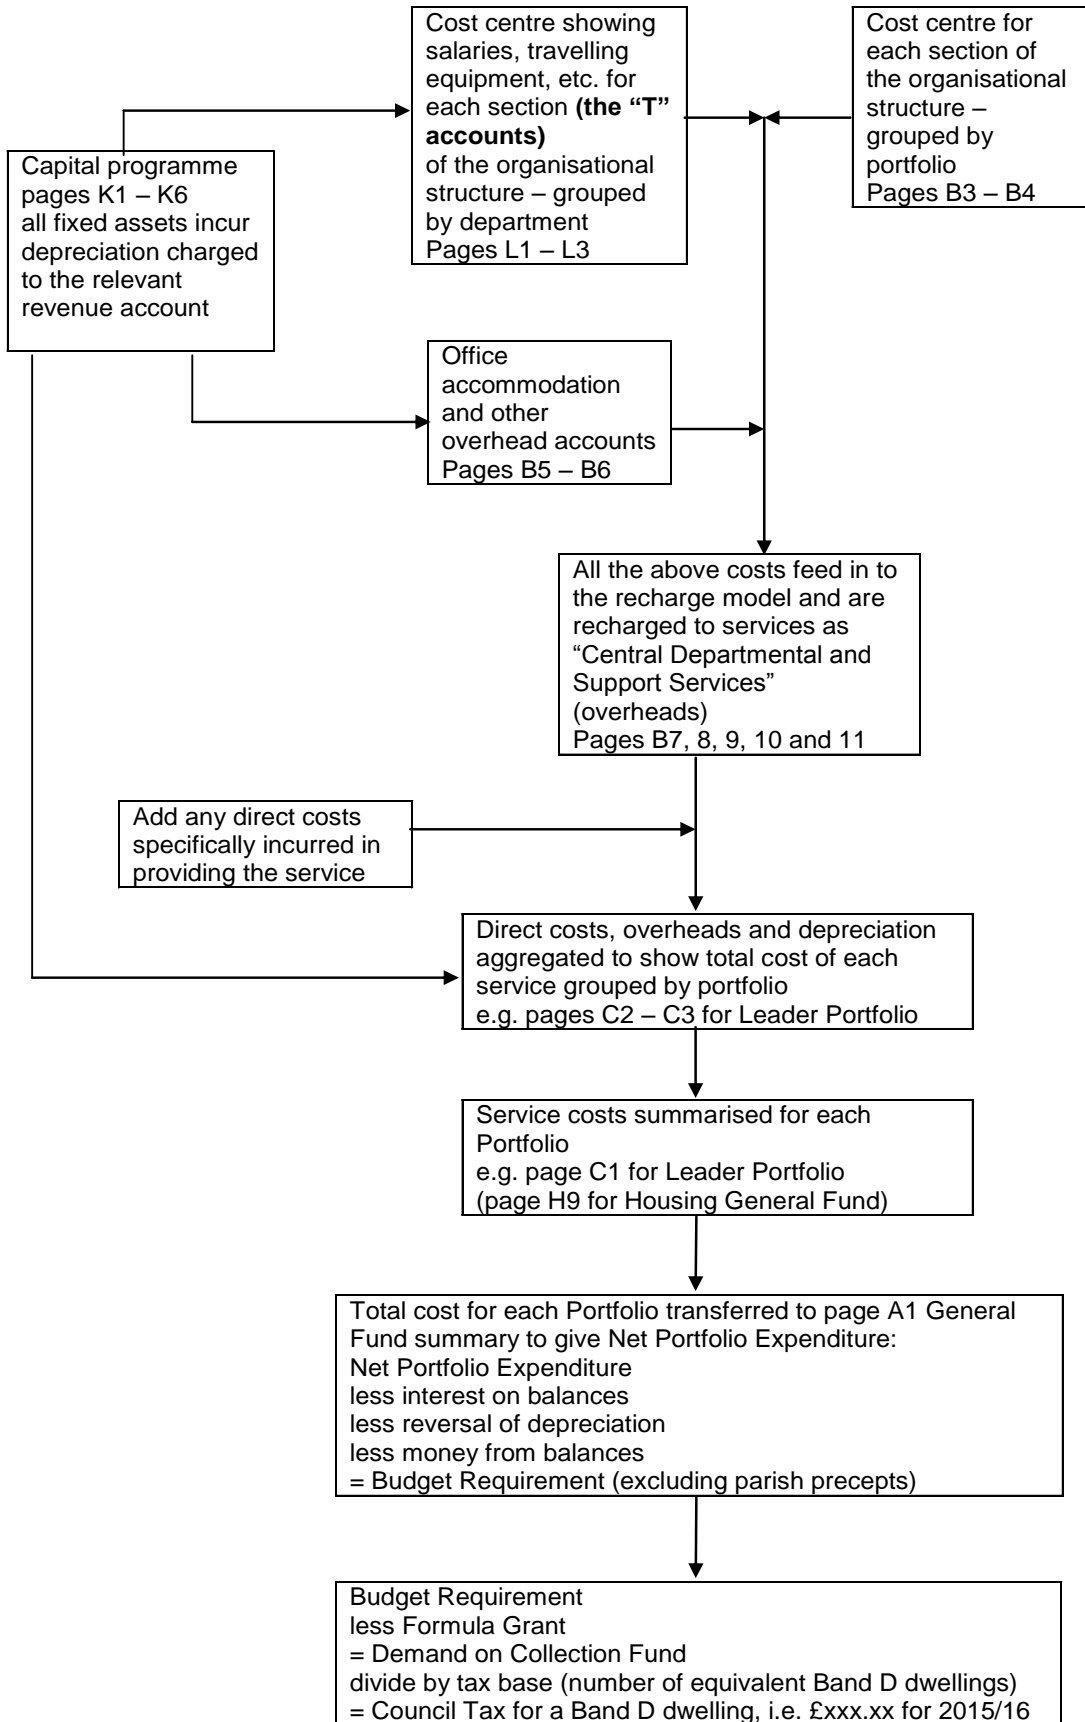 Cost centre showing
salaries, travelling
equipment, etc. for
each section (the “T”
accounts)
of the organisational
structure – grouped
by department
Pages L1 – L3
Cost centre for
each section of
the organisational
structure –
grouped by
portfolio
Pages B3 – B4
Capital programme
pages K1 – K6
all fixed assets incur
depreciation charged
to the relevant
revenue account
Office
accommodation
and other
overhead accounts
Pages B5 – B6
All the above costs feed in to
the recharge model and are
recharged to services as
“Central Departmental and
Support Services”
(overheads)
Pages B7, 8, 9, 10 and 11
Add any direct costs
specifically incurred in
providing the service
Direct costs, overheads and depreciation
aggregated to show total cost of each
service grouped by portfolio
e.g. pages C2 – C3 for Leader Portfolio
Service costs summarised for each
Portfolio
e.g. page C1 for Leader Portfolio
(page H9 for Housing General Fund)
Total cost for each Portfolio transferred to page A1 General
Fund summary to give Net Portfolio Expenditure:
Net Portfolio Expenditure
less interest on balances
less reversal of depreciation
less money from balances
= Budget Requirement (excluding parish precepts)
Budget Requirement
less Formula Grant
= Demand on Collection Fund
divide by tax base (number of equivalent Band D dwellings)
= Council Tax for a Band D dwelling, i.e. £xxx.xx for 2015/16